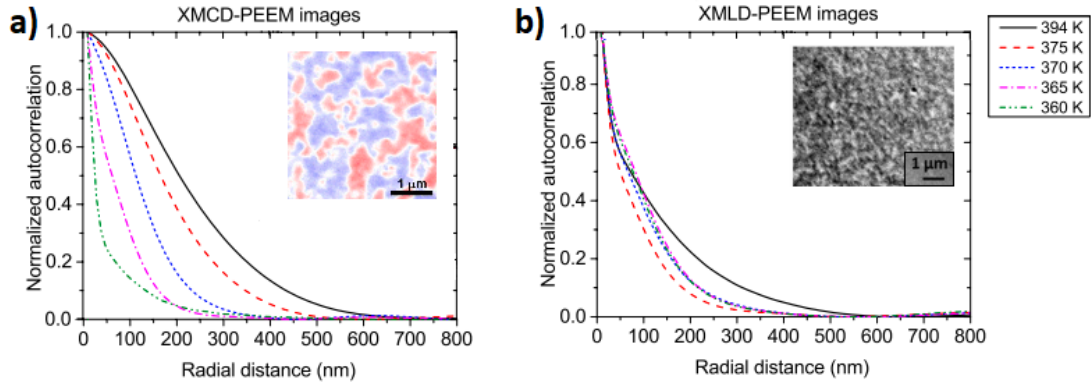 a)
XMCD-PEEM images
Normalized autocorrelation
1.0
0.8
0.6
0.4
0.2
0.0
1 μm
0 100 200 300 400 500 600 700 800
Radial distance (nm)
b)
XMLD-PEEM images
Normalized autocorrelation
1.0
0.8
0.6
0.4
0.2
0.0
1 μm
0 100 200 300 400 500 600 700 800
Radial distance (nm)
394 K
375 K
370 K
365 K
360 K